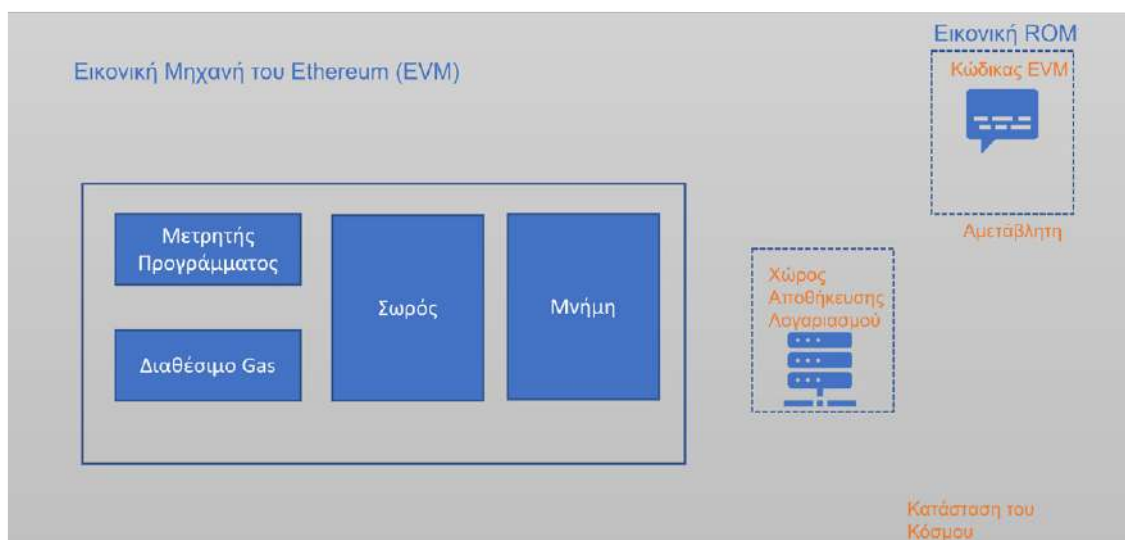 Εικονική Μηχανή του Ethereum (EVM)
Εικονική ROM
Κώδικας EVM
Αμετάβλητη
Μετρητής
Προγράμματος
Διαθέσιμο Gas
Σωρός
Μνήμη
Χώρος
Αποθήκευσης
Λογαριασμού
Κατάσταση του
Κόσμου